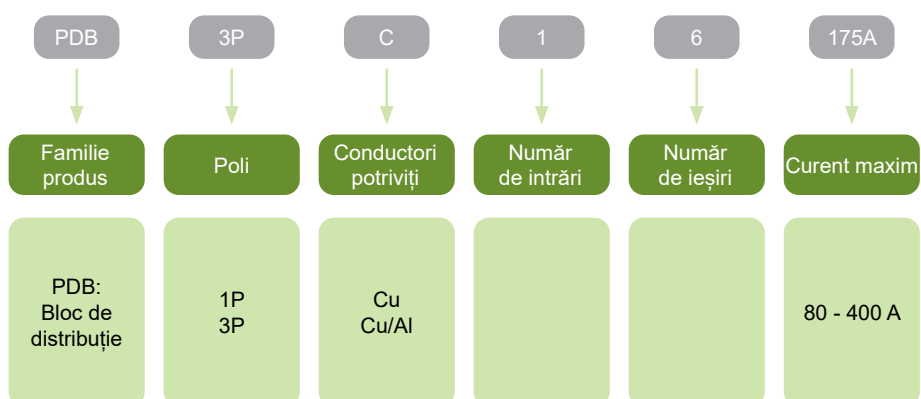 PDB 3P C 1 6 175A
Familie produs
Poli
Conductori potriviți
Număr de intrări
Număr de ieșiri
Curent maxim
PDB:
Bloc de
distribuție
1P
3P
Cu
Cu/Al
80 - 400 A